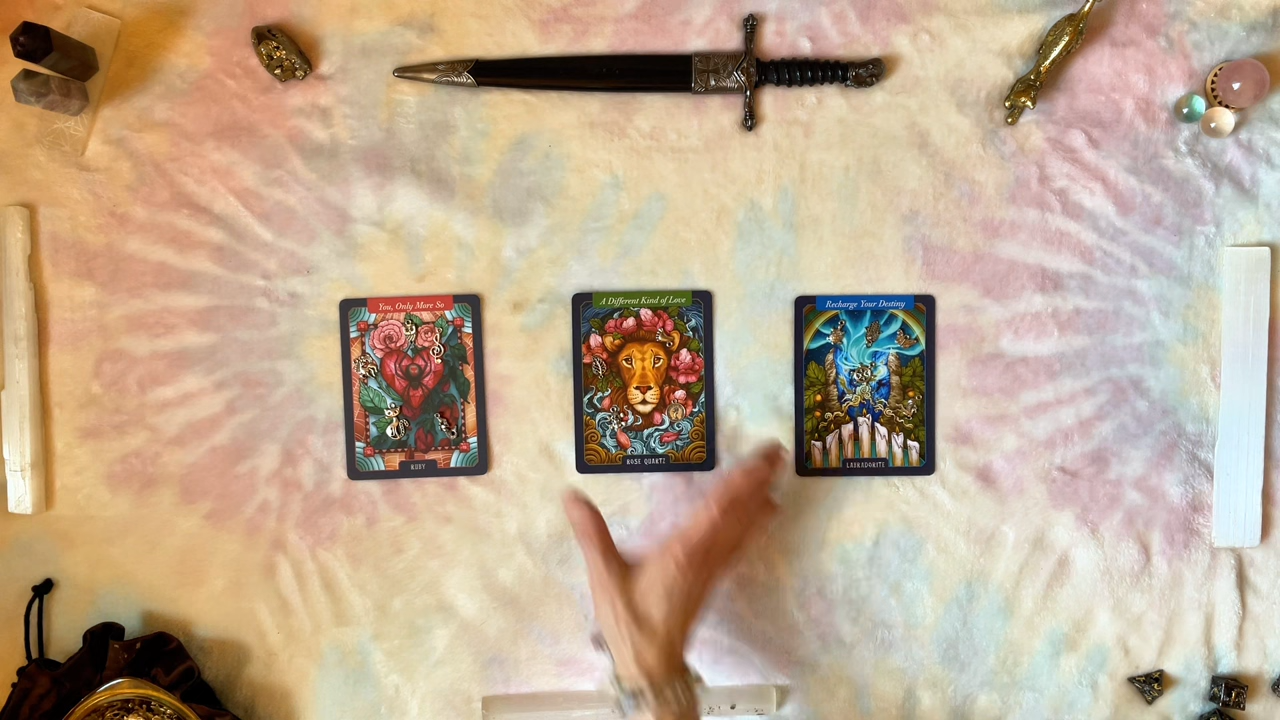 You, Only More So
RUBY
A Different Kind of Love
ROSE QUARTZ
Recharge Your Destiny
LABRADORITE